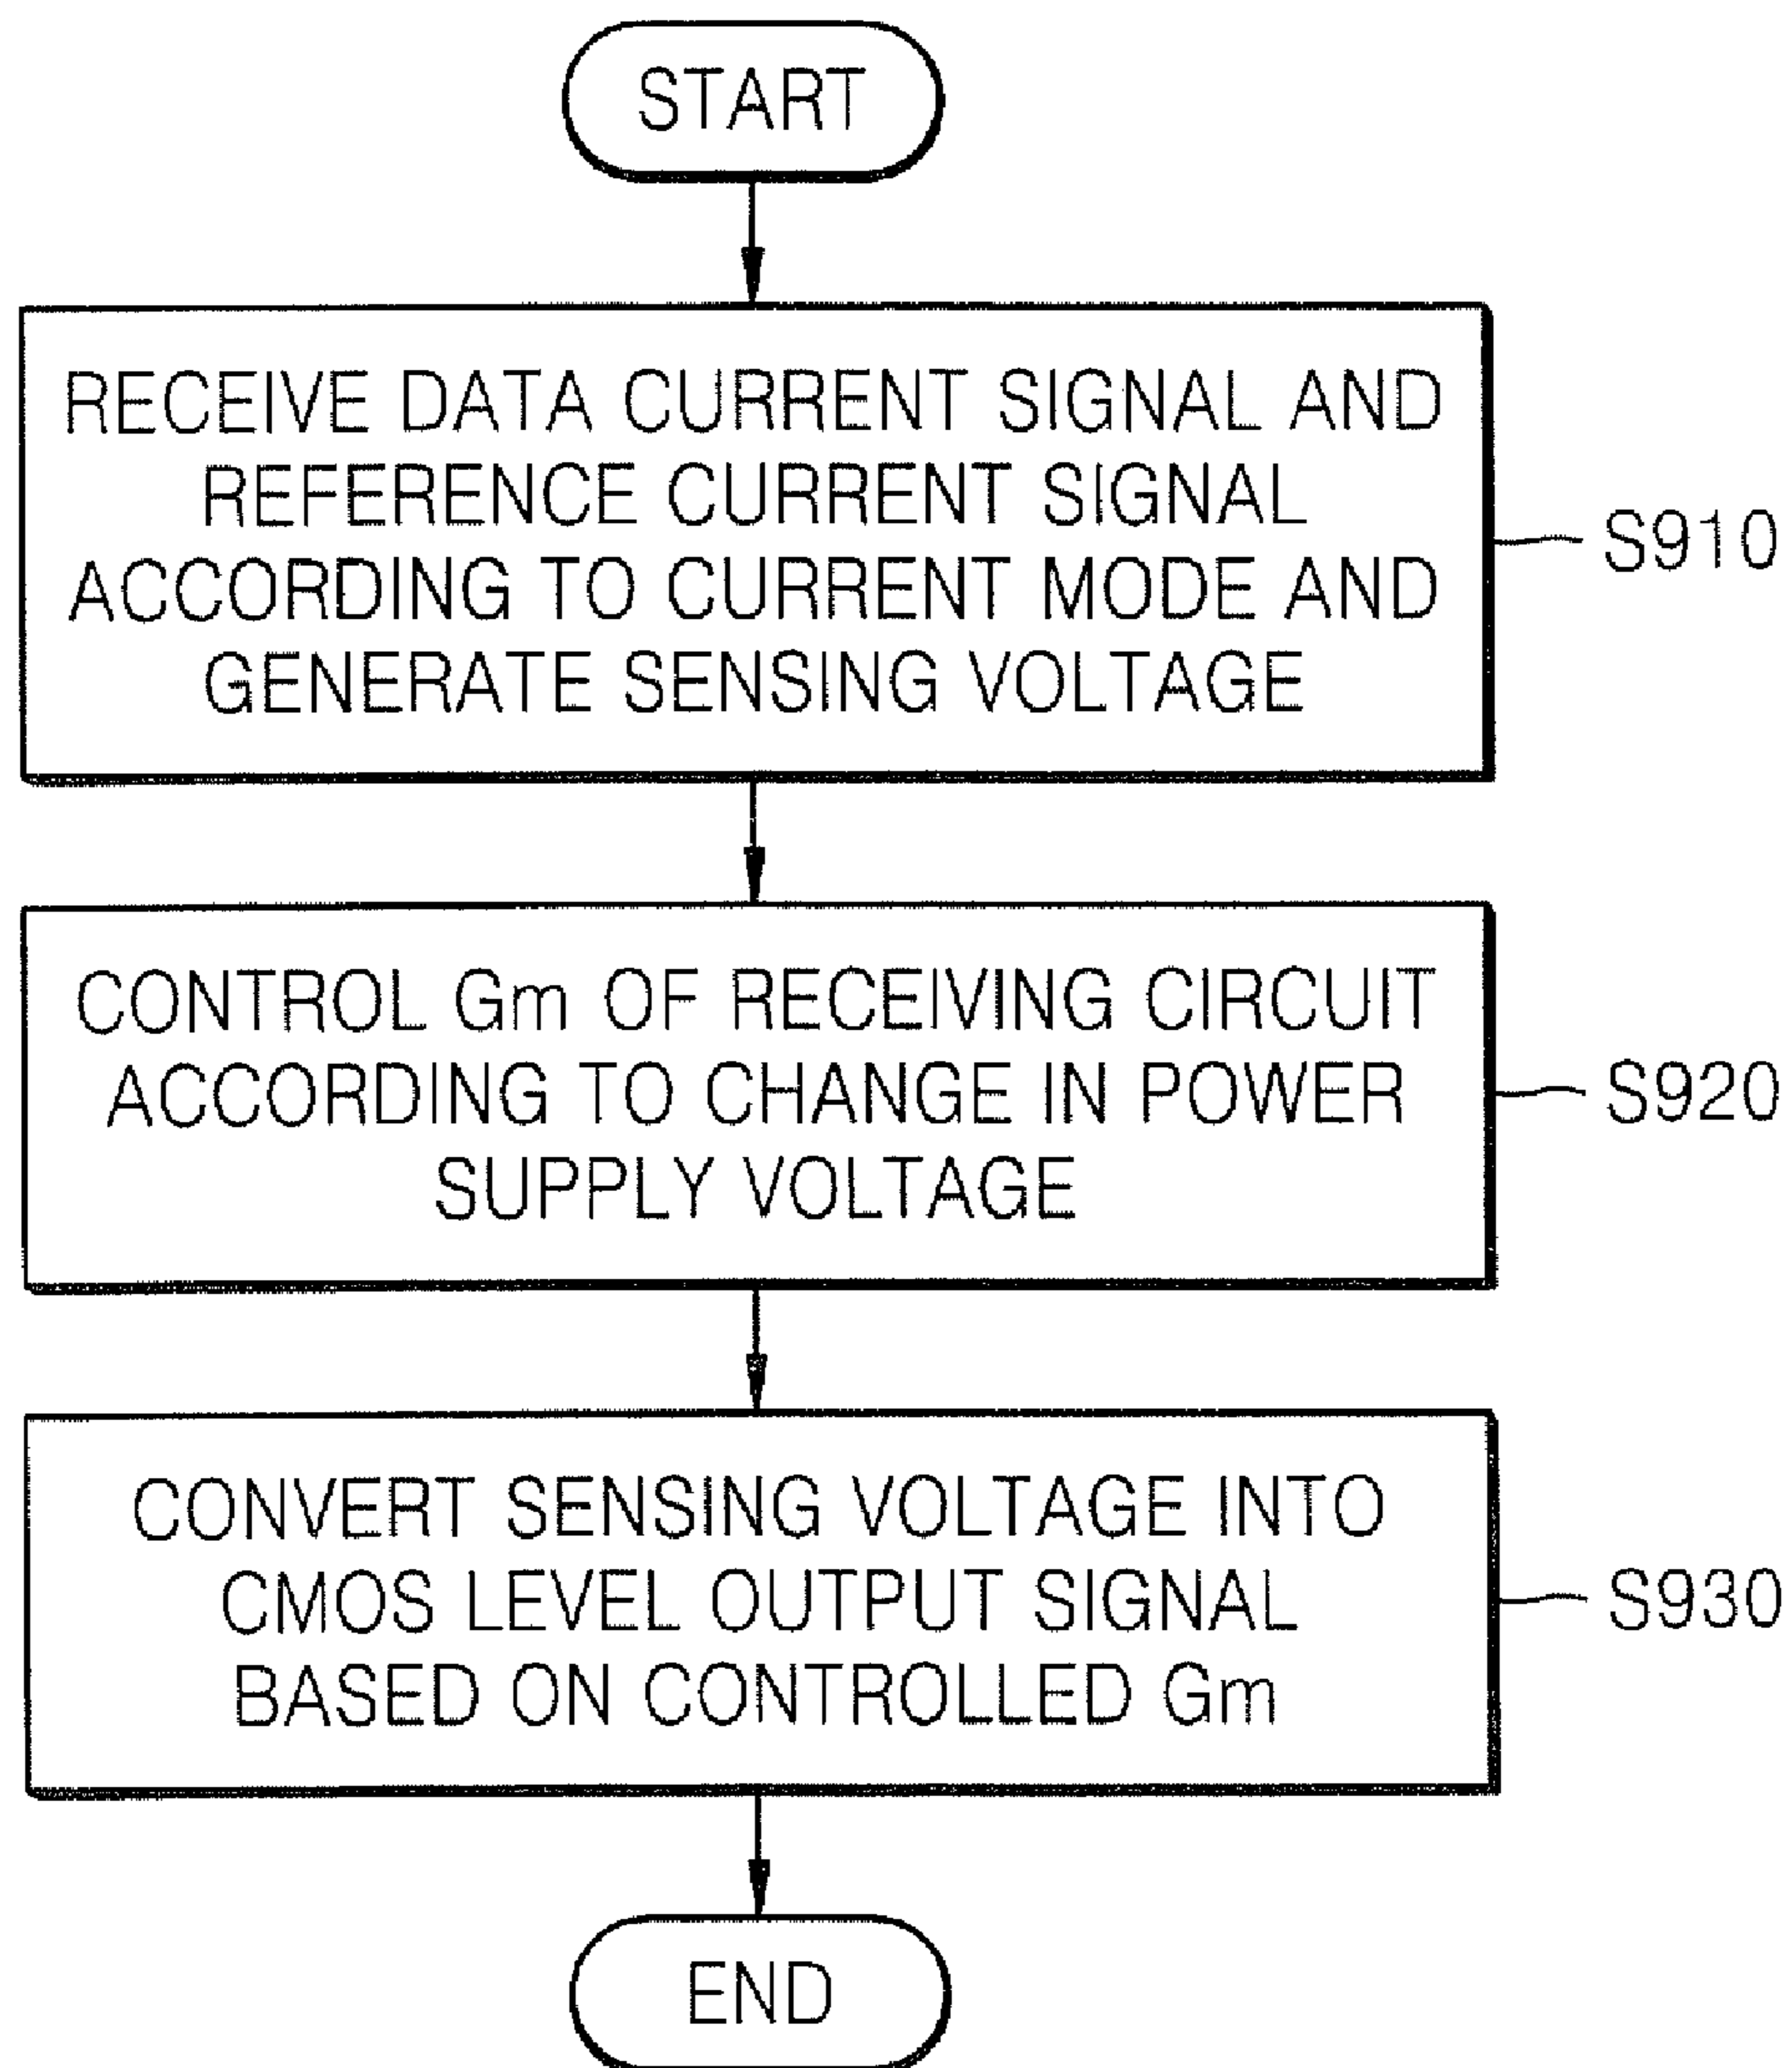 START
RECEIVE DATA CURRENT SIGNAL AND
REFERENCE CURRENT SIGNAL
ACCORDING TO CURRENT MODE AND
GENERATE SENSING VOLTAGE
S910
CONTROL Gm OF RECEIVING CIRCUIT
ACCORDING TO CHANGE IN POWER
SUPPLY VOLTAGE
S920
CONVERT SENSING VOLTAGE INTO
CMOS LEVEL OUTPUT SIGNAL
BASED ON CONTROLLED Gm
S930
END